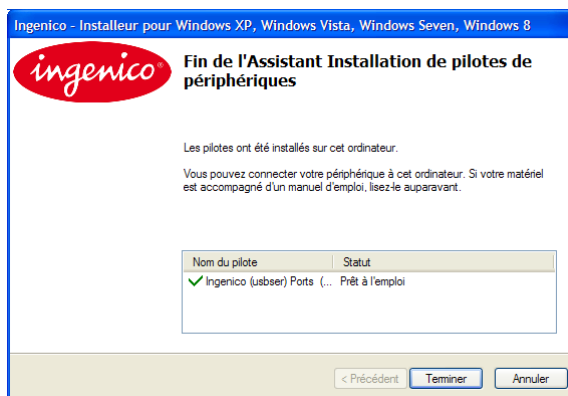 Ingenico - Installeur pour Windows XP, Windows Vista, Windows Seven, Windows 8
ingenico®
Fin de l'Assistant Installation de pilotes de
périphériques
Les pilotes ont été installés sur cet ordinateur.
Vous pouvez connecter votre périphérique à cet ordinateur. Si votre matériel
est accompagné d'un manuel d'emploi, lisez-le auparavant.
Nom du pilote Statut
Ingenico (usbser) Ports (... Prêt à l'emploi
< Précédent Terminer Annuler